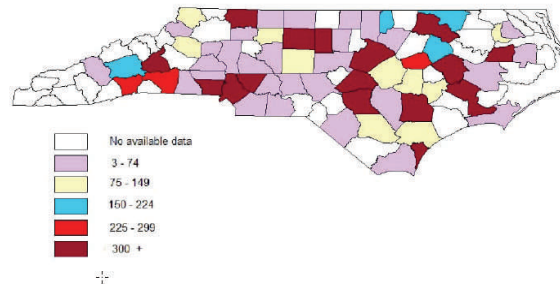 No available data
3 - 74
75 - 149
150 - 224
225 - 299
300 +